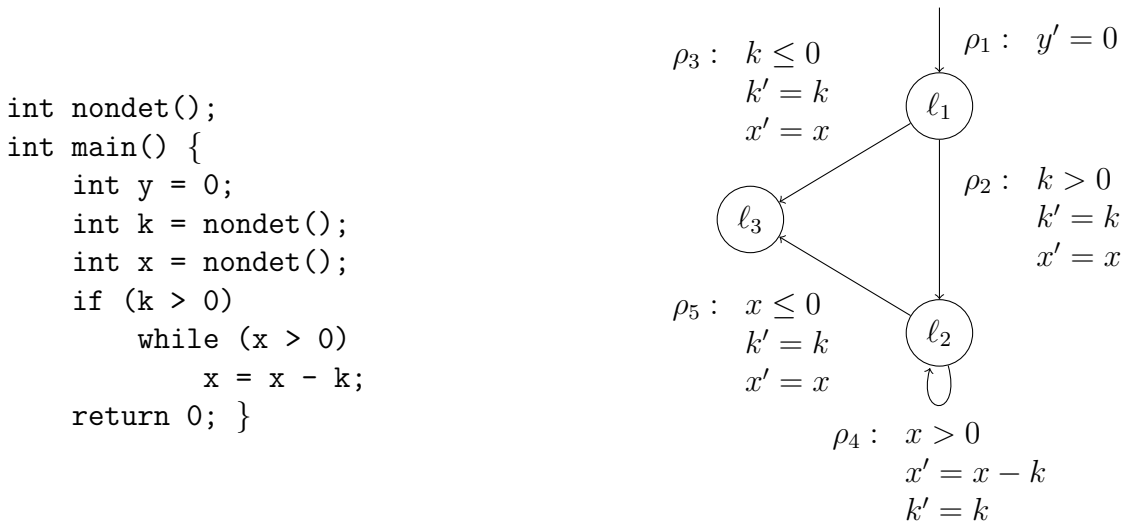 int nondet();
int main() {
    int y = 0;
    int k = nondet();
    int x = nondet();
    if (k > 0)
        while (x > 0)
            x = x - k;
    return 0; }
ρ₁ : y′ = 0
ρ₃ : k ≤ 0
k′ = k
x′ = x
ℓ₁
ρ₂ : k > 0
k′ = k
x′ = x
ℓ₃
ρ₅ : x ≤ 0
k′ = k
x′ = x
ℓ₂
ρ₄ : x > 0
x′ = x − k
k′ = k